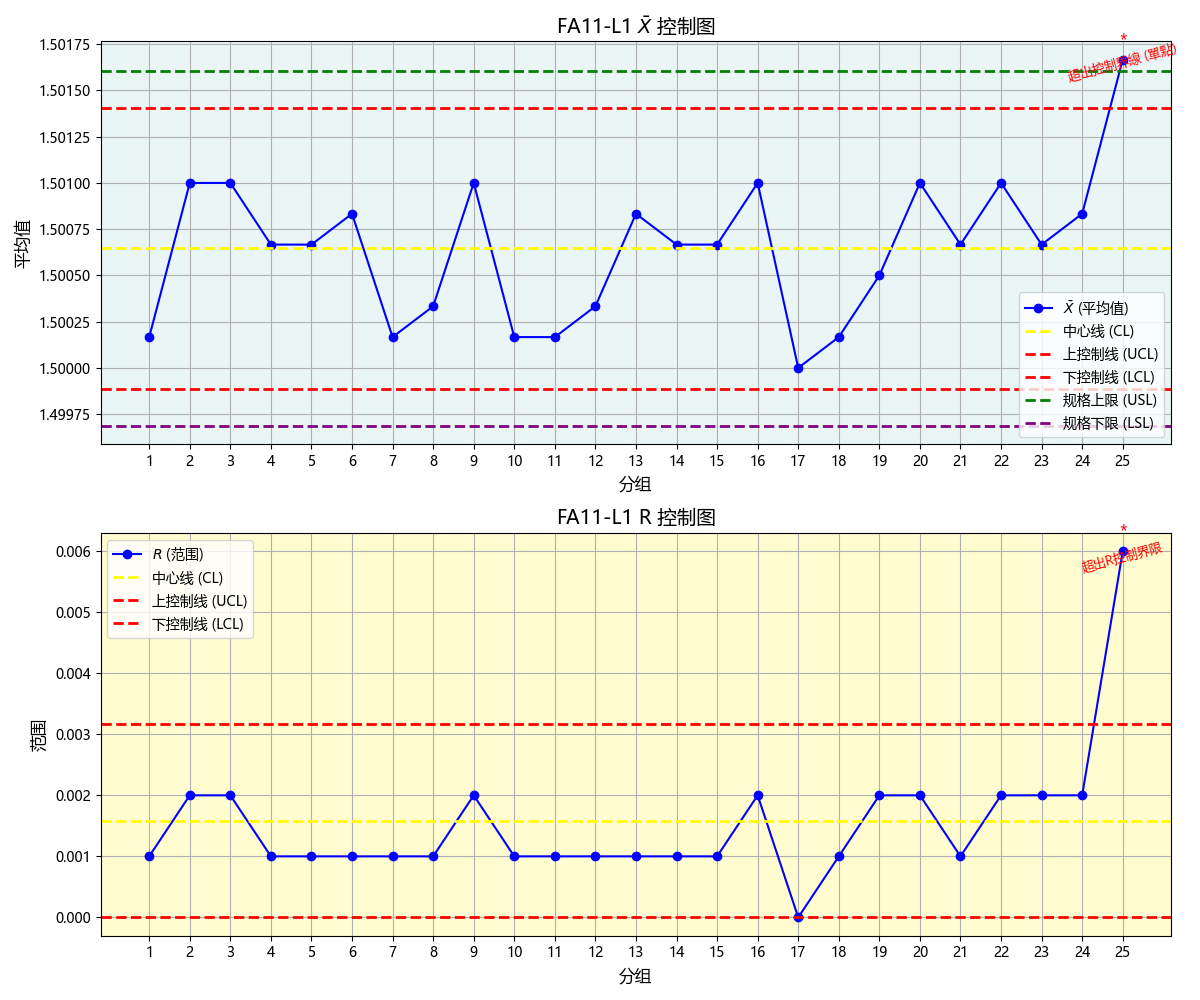 FA11-L1 X̄ 控制图
*
超出控制界線 (單點)
1.50175
1.50150
1.50125
1.50100
1.50075
1.50050
1.50025
1.50000
1.49975
平均值
X̄ (平均值)
中心线 (CL)
上控制线 (UCL)
下控制线 (LCL)
规格上限 (USL)
规格下限 (LSL)
1 2 3 4 5 6 7 8 9 10 11 12 13 14 15 16 17 18 19 20 21 22 23 24 25
分组
FA11-L1 R 控制图
*
超出R控制界限
R (范围)
中心线 (CL)
上控制线 (UCL)
下控制线 (LCL)
0.006
0.005
0.004
0.003
0.002
0.001
0.000
范围
1 2 3 4 5 6 7 8 9 10 11 12 13 14 15 16 17 18 19 20 21 22 23 24 25
分组